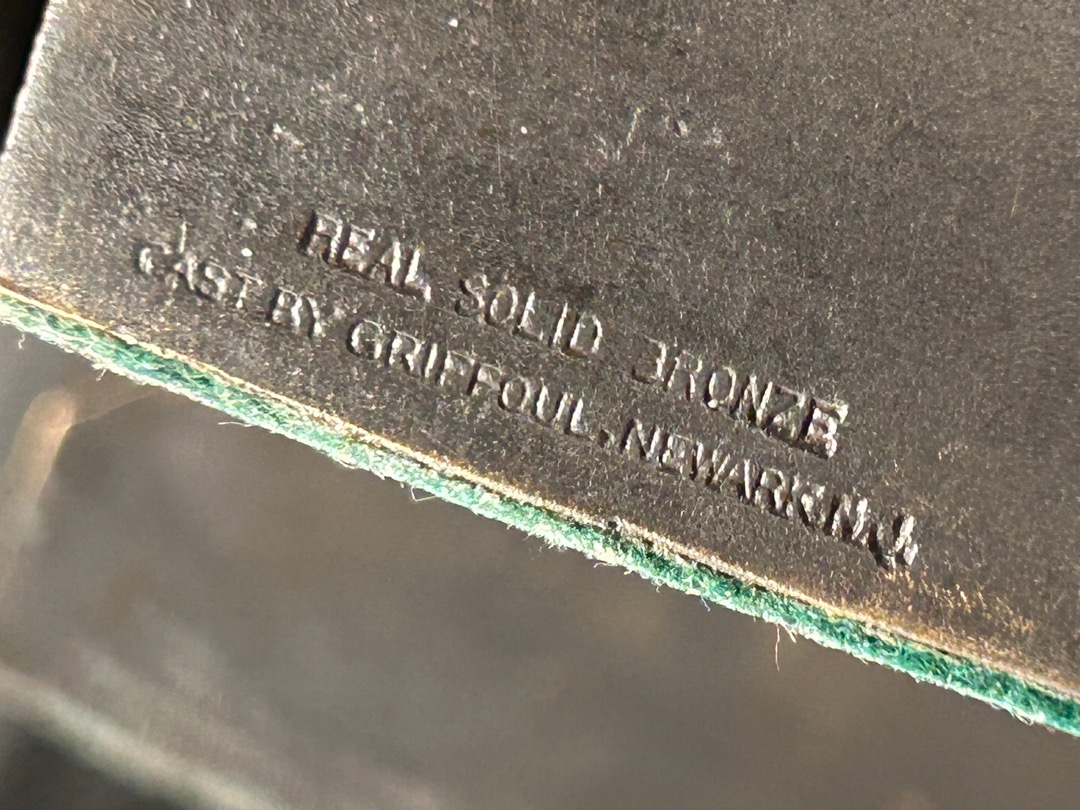 REAL SOLID BRONZE
CAST BY GRIFFOUL, NEWARK, N.J.